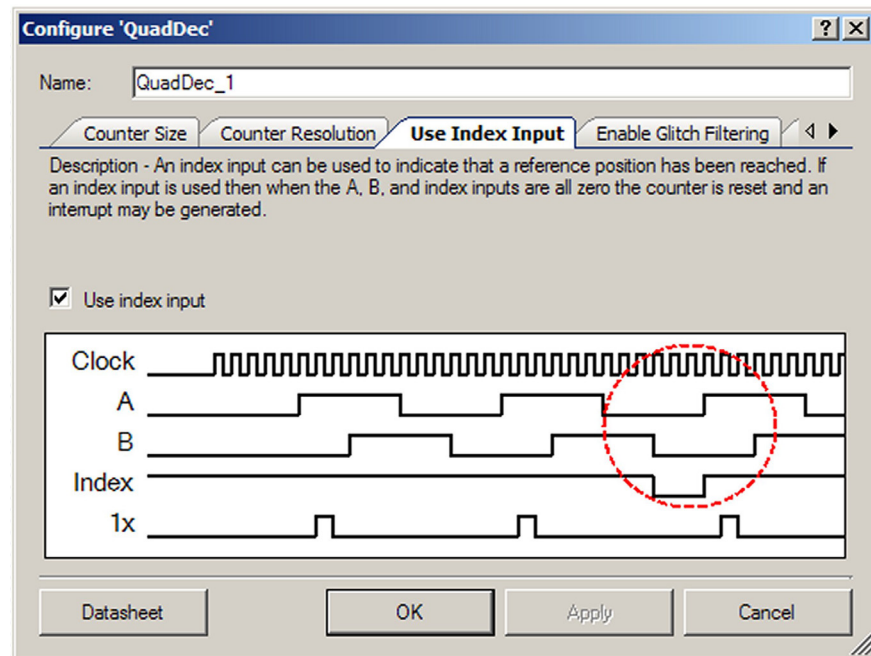 Configure 'QuadDec'
Name: QuadDec_1
Counter Size Counter Resolution Use Index Input Enable Glitch Filtering
Description - An index input can be used to indicate that a reference position has been reached. If
an index input is used then when the A, B, and index inputs are all zero the counter is reset and an
interrupt may be generated.
Use index input
Clock
A
B
Index
1x
Datasheet OK Apply Cancel